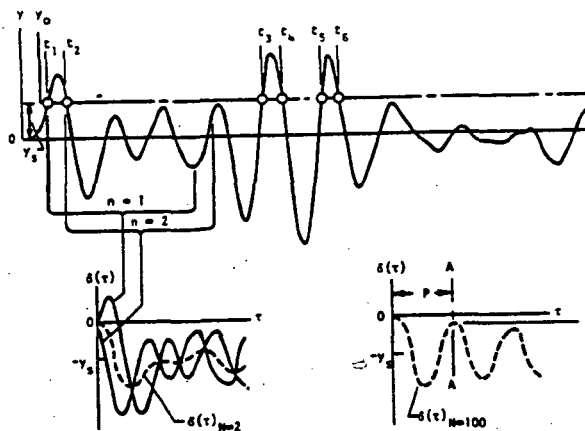 y y₀
t₁ t₂ t₃ t₄ t₅ t₆
0
yₛ
n = 1
n = 2
δ(τ)
0
τ
-yₛ
δ(τ)N=2
δ(τ) A
P
τ
0
-yₛ
A
δ(τ)N=100